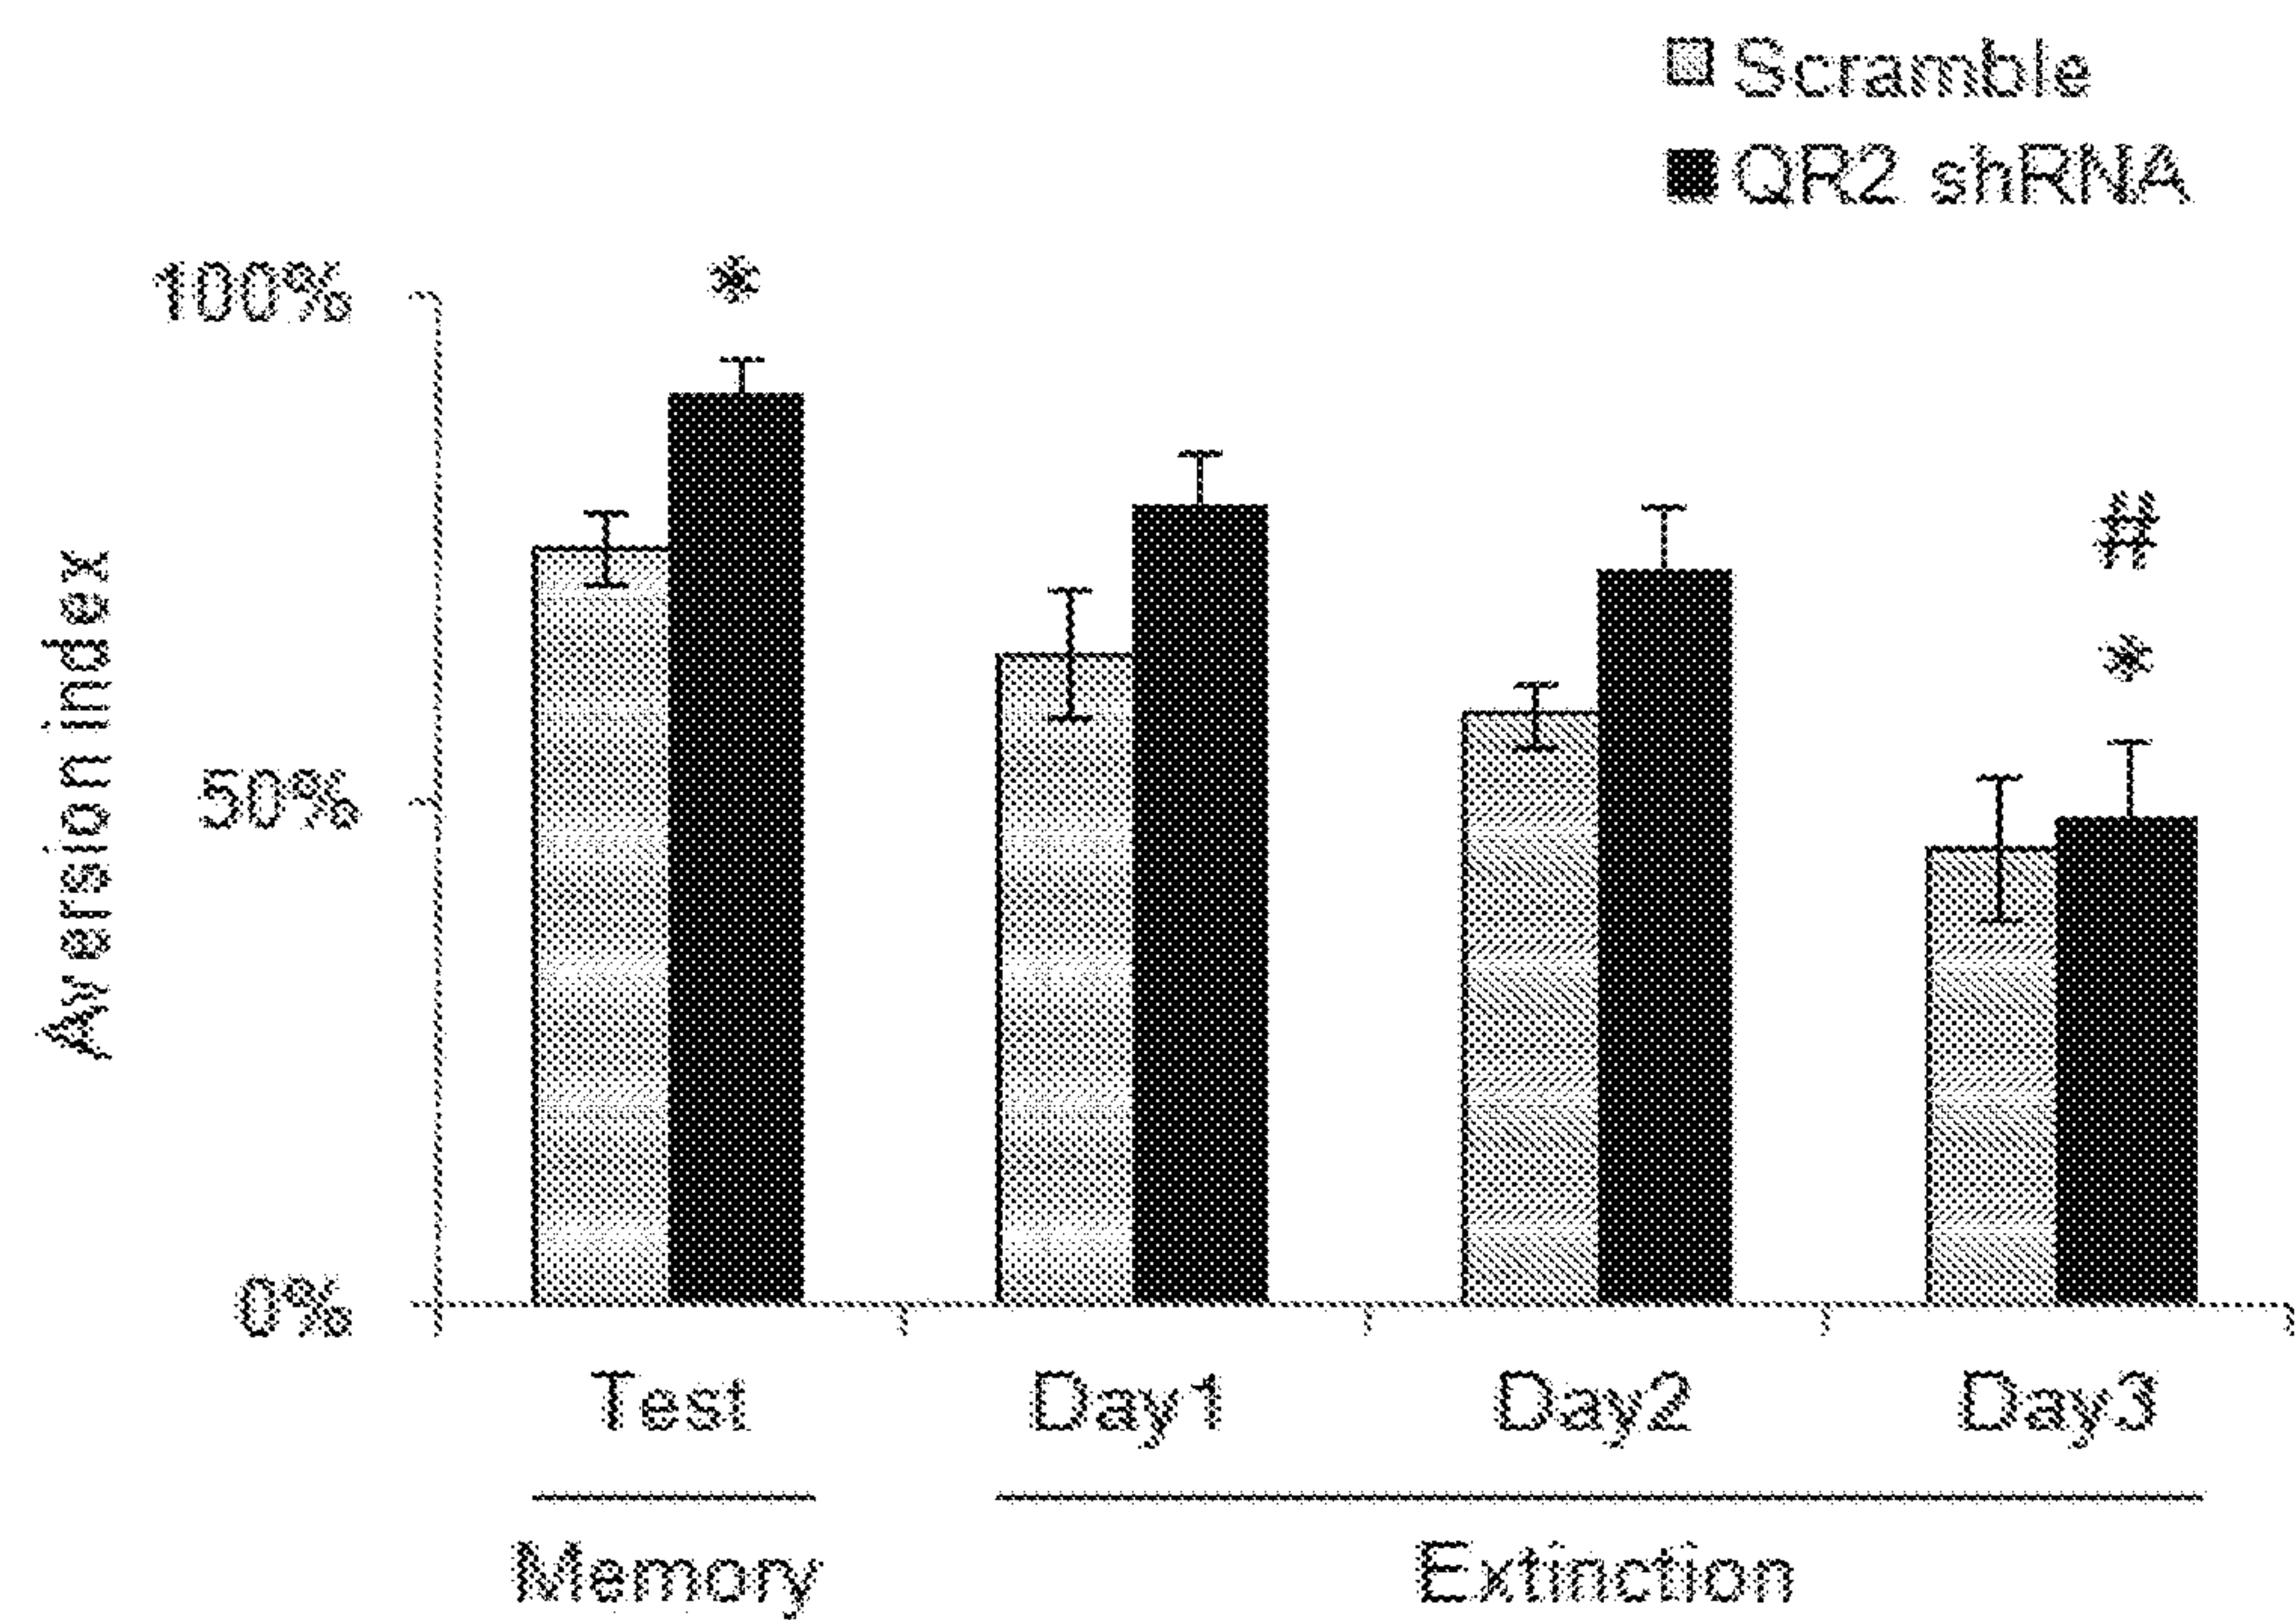 Scramble
QR2 shRNA
100%
*
50%
#
*
0%
Aversion index
Test Day1 Day2 Day3
Memory Extinction